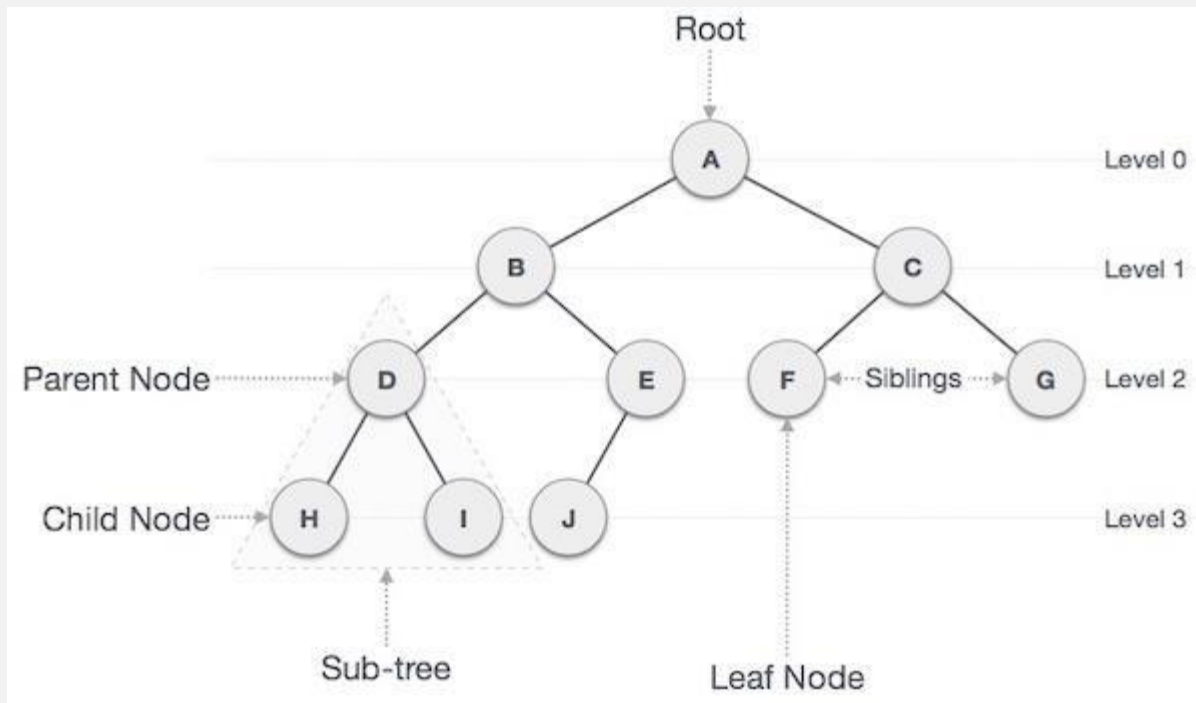 Root
A
Level 0
B
C
Level 1
Parent Node
D
E
F
Siblings
G
Level 2
Child Node
H
I
J
Level 3
Sub-tree
Leaf Node